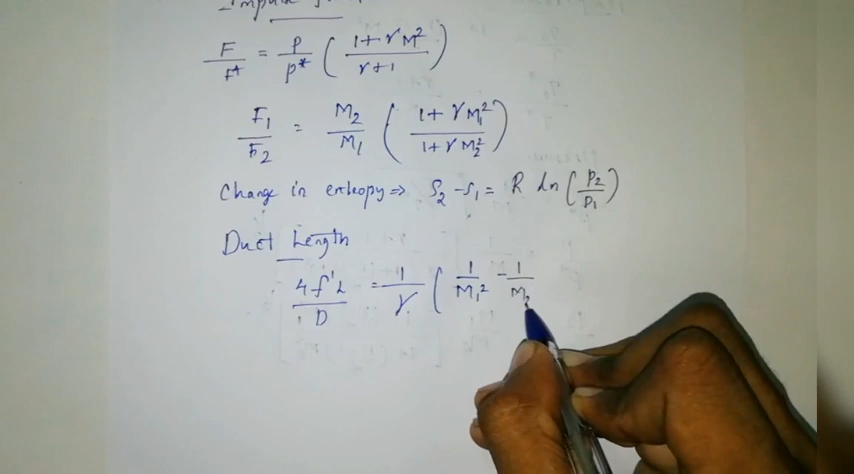 F/F* = P/P* ( (1+γM²)/(γ+1) )
F₁/F₂ = M₂/M₁ ( (1+γM₁²)/(1+γM₂²) )
Change in entropy ⇒ S₂-S₁ = R ln(P₂/P₁)
Duct Length
4f'L/D = 1/γ ( 1/M₁² - 1/M₂